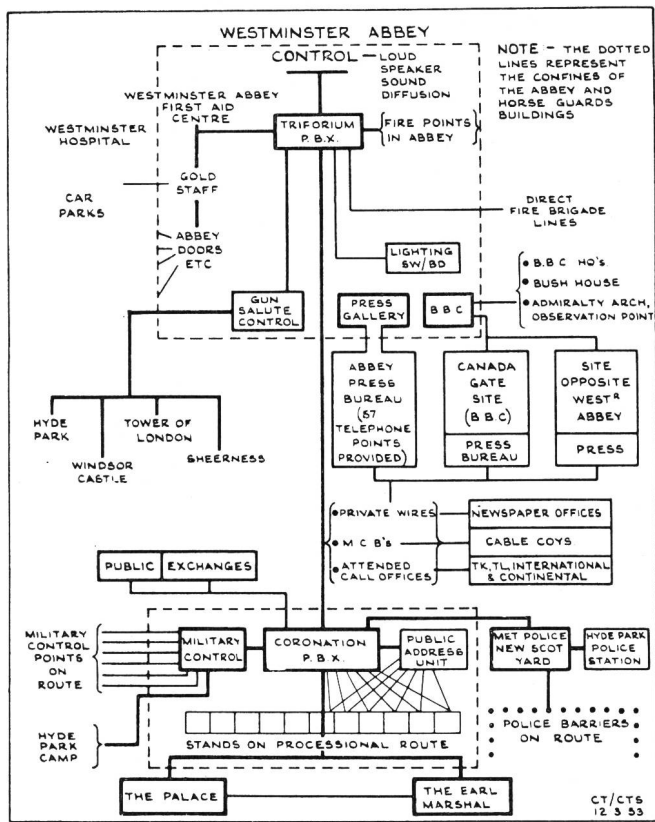 WESTMINSTER ABBEY
CONTROL — LOUD
SPEAKER
SOUND
DIFFUSION
NOTE:- THE DOTTED
LINES REPRESENT
THE CONFINES OF
THE ABBEY AND
HORSE GUARDS
BUILDINGS
WESTMINSTER ABBEY
FIRST AID
CENTRE
WESTMINSTER
HOSPITAL
TRIFORIUM
P.B.X.
FIRE POINTS
IN ABBEY
GOLD
STAFF
CAR
PARKS
ABBEY
DOORS
ETC
DIRECT
FIRE BRIGADE
LINES
LIGHTING
SW/BD
GUN
SALUTE
CONTROL
PRESS
GALLERY
B B C
• B.B.C HQ's
• BUSH HOUSE
• ADMIRALTY ARCH,
OBSERVATION POINT
ABBEY
PRESS
BUREAU
(57
TELEPHONE
POINTS
PROVIDED)
CANADA
GATE
SITE
(BBC)
PRESS
BUREAU
SITE
OPPOSITE
WESTR
ABBEY
PRESS
HYDE
PARK
WINDSOR
CASTLE
TOWER OF
LONDON
SHEERNESS
• PRIVATE WIRES
• M C B's
• ATTENDED
CALL OFFICES
NEWSPAPER OFFICES
CABLE COYS
TK,TL,INTERNATIONAL
& CONTINENTAL
PUBLIC EXCHANGES
MILITARY
CONTROL
POINTS
ON
ROUTE
MILITARY
CONTROL
CORONATION
P.B.X.
PUBLIC
ADDRESS
UNIT
MET POLICE
NEW SCOT
YARD
HYDE PARK
POLICE
STATION
HYDE
PARK
CAMP
STANDS ON PROCESSIONAL ROUTE
POLICE BARRIERS
ON ROUTE
THE PALACE
THE EARL
MARSHAL
CT/CTS
12 3 53